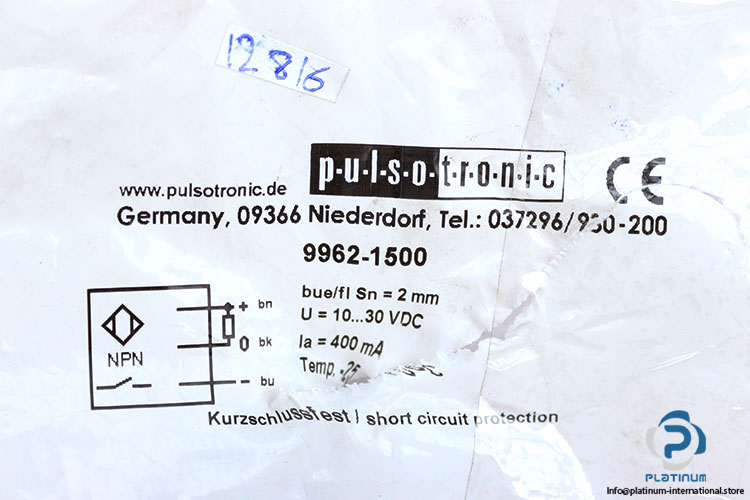 12816
p·u·l·s·o·t·r·o·n·i·c
CE
www.pulsotronic.de
Germany, 09366 Niederdorf, Tel.: 037296/930-200
9962-1500
bue/fl Sn = 2 mm
U = 10...30 VDC
Ia = 400 mA
Temp. -25
+ bn
bk
NPN
- bu
Kurzschlussfest / short circuit protection
PLATINUM
Info@platinum-international.store